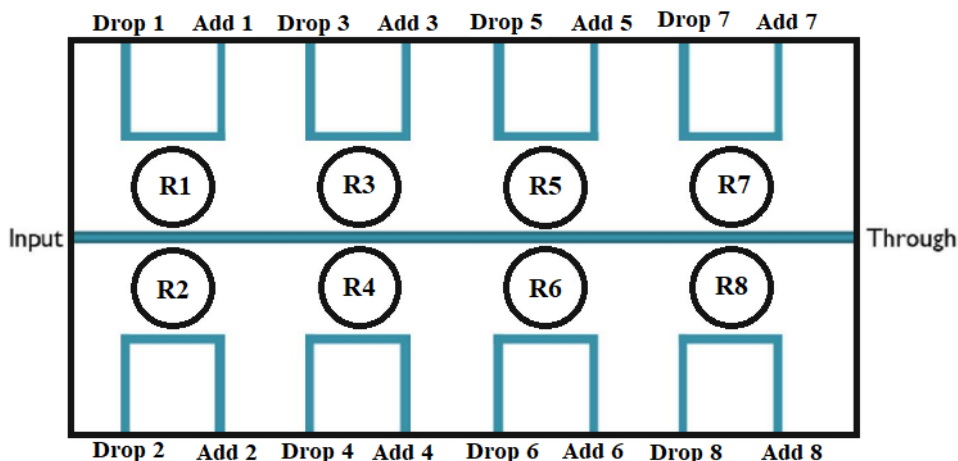 Drop 1 Add 1 Drop 3 Add 3 Drop 5 Add 5 Drop 7 Add 7
R1 R3 R5 R7
Input Through
R2 R4 R6 R8
Drop 2 Add 2 Drop 4 Add 4 Drop 6 Add 6 Drop 8 Add 8